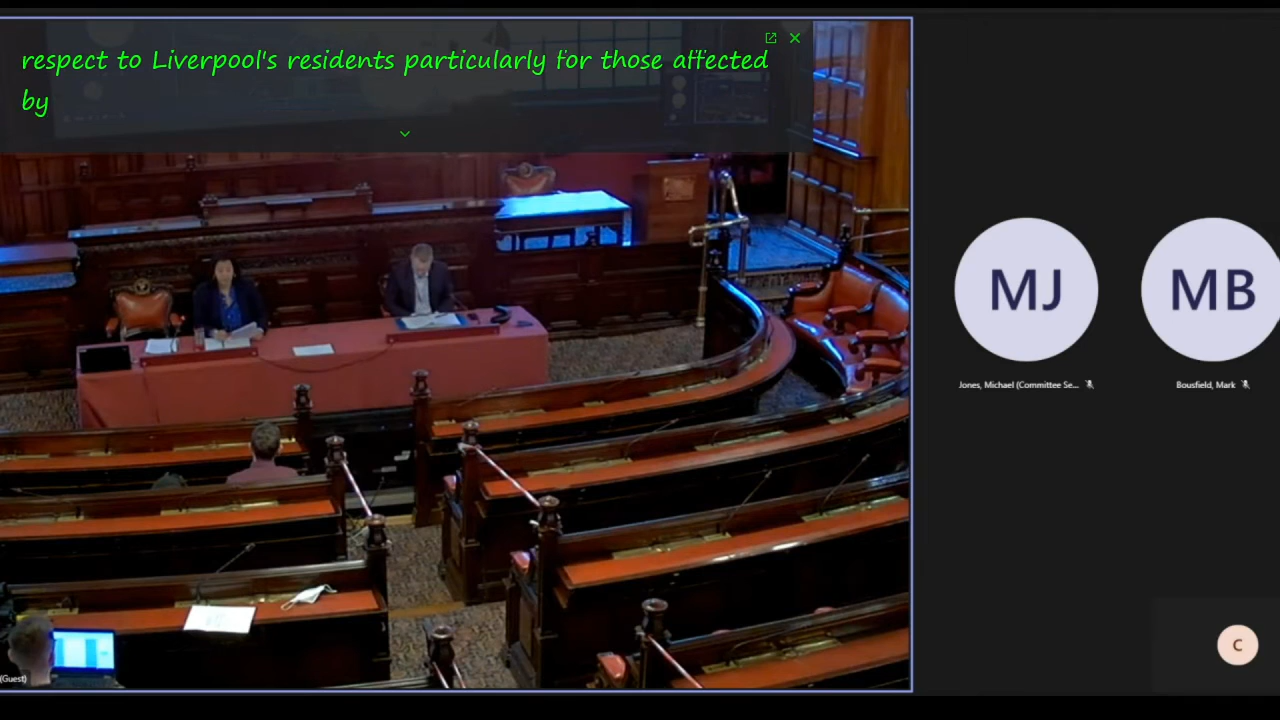 respect to Liverpool's residents particularly for those affected
by
MJ
MB
Jones, Michael (Committee Se...
Bousfield, Mark
C
(Guest)